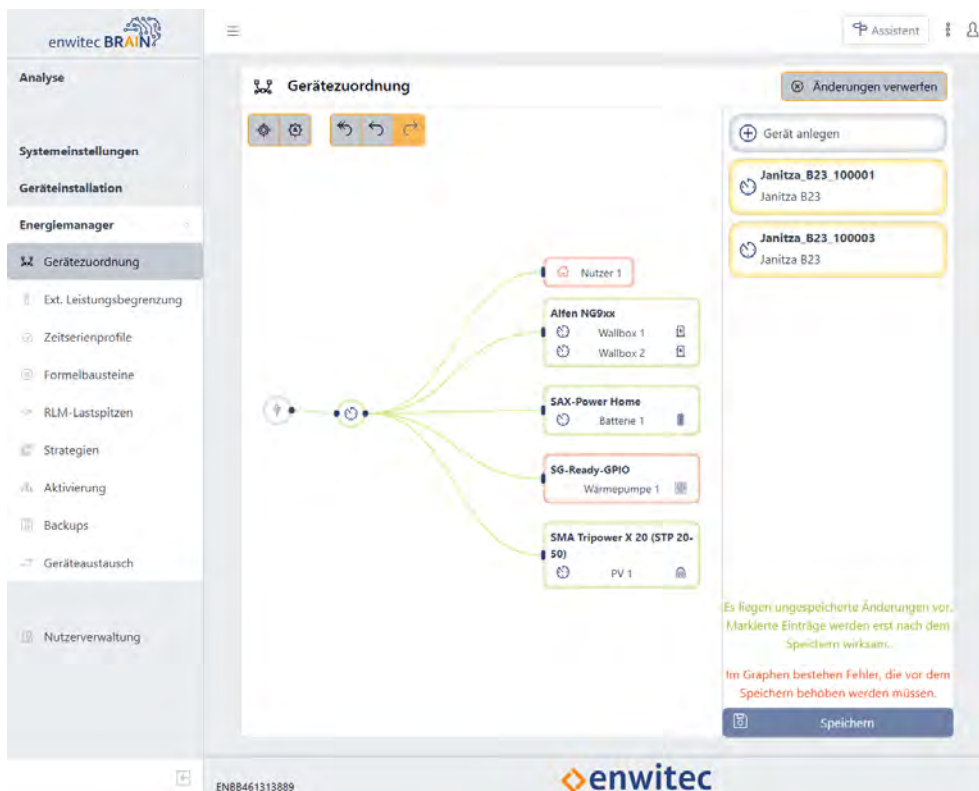 enwitec BRAIN
Assistent
Analyse
Systemeinstellungen
Geräteinstallation
Energiemanager
Gerätezuordnung
Ext. Leistungsbegrenzung
Zeitserienprofile
Formelbausteine
RLM-Lastspitzen
Strategien
Aktivierung
Backups
Geräteaustausch
Nutzerverwaltung
Gerätezuordnung
Änderungen verwerfen
Nutzer 1
Alfen NG9xx
Wallbox 1
Wallbox 2
SAX-Power Home
Batterie 1
SG-Ready-GPIO
Wärmepumpe 1
SMA Tripower X 20 (STP 20-
50)
PV 1
Gerät anlegen
Janitza_B23_100001
Janitza B23
Janitza_B23_100003
Janitza B23
Es liegen ungespeicherte Änderungen vor.
Markierte Einträge werden erst nach dem
Speichern wirksam.
Im Graphen bestehen Fehler, die vor dem
Speichern behoben werden müssen.
Speichern
ENBB461313889
enwitec